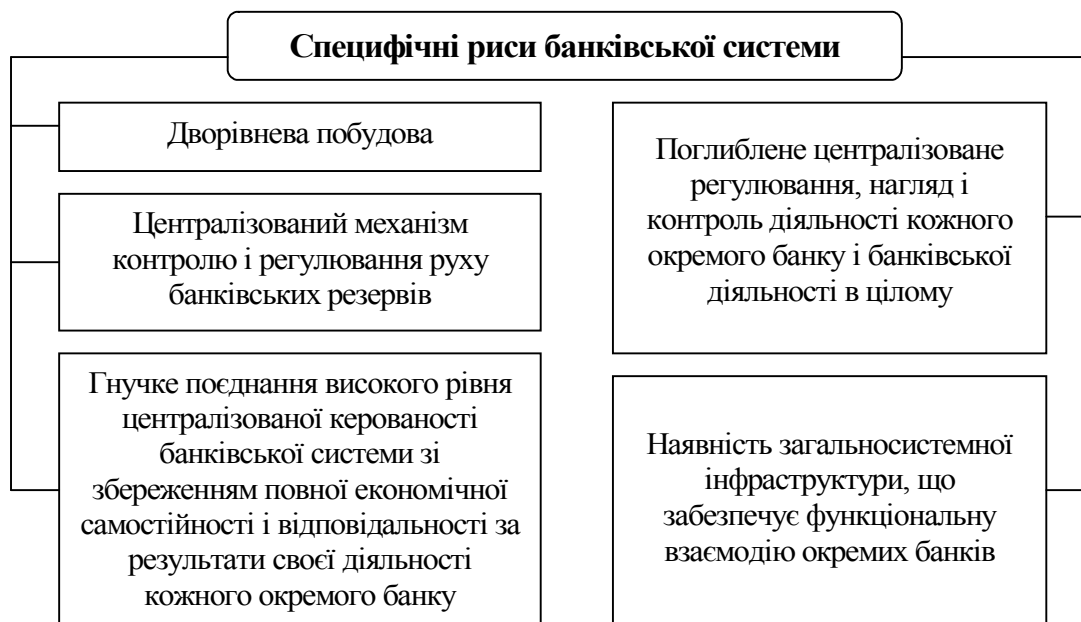 Специфічні риси банківської системи
Дворівнева побудова
Централізований механізм
контролю і регулювання руху
банківських резервів
Гнучке поєднання високого рівня
централізованої керованості
банківської системи зі
збереженням повної економічної
самостійності і відповідальності за
результати своєї діяльності
кожного окремого банку
Поглиблене централізоване
регулювання, нагляд і
контроль діяльності кожного
окремого банку і банківської
діяльності в цілому
Наявність загальносистемної
інфраструктури, що
забезпечує функціональну
взаємодію окремих банків